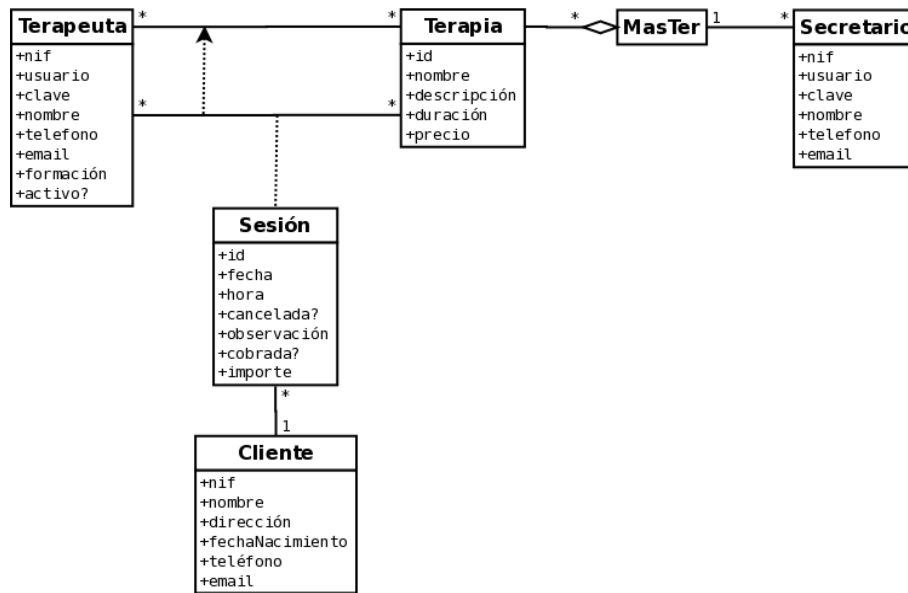 Terapeuta
+nif
+usuario
+clave
+nombre
+telefono
+email
+formación
+activo?
*
*
*
*
Terapia
+id
+nombre
+descripción
+duración
+precio
*
MasTer
1
*
Secretario
+nif
+usuario
+clave
+nombre
+telefono
+email
Sesión
+id
+fecha
+hora
+cancelada?
+observación
+cobrada?
+importe
*
1
Cliente
+nif
+nombre
+dirección
+fechaNacimiento
+teléfono
+email